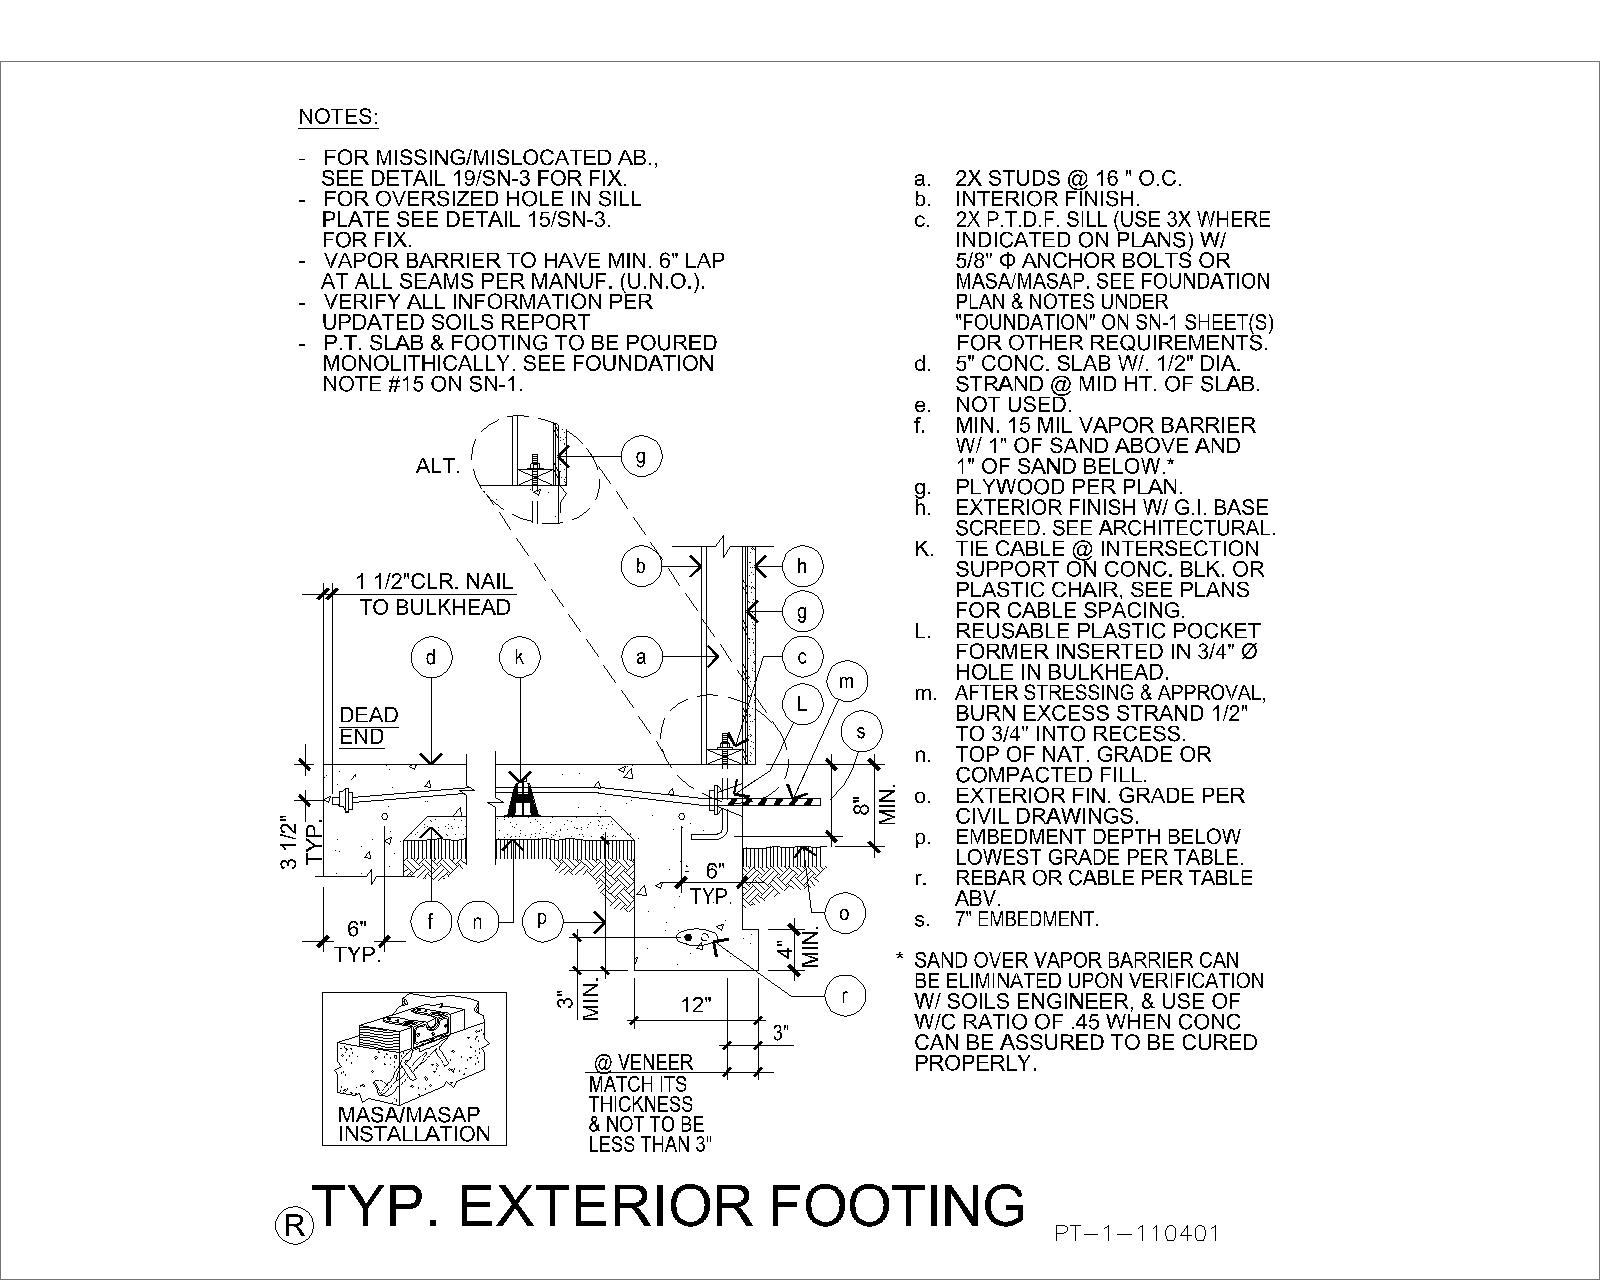 NOTES:
- FOR MISSING/MISLOCATED AB.,
SEE DETAIL 19/SN-3 FOR FIX.
- FOR OVERSIZED HOLE IN SILL
PLATE SEE DETAIL 15/SN-3.
FOR FIX.
- VAPOR BARRIER TO HAVE MIN. 6" LAP
AT ALL SEAMS PER MANUF. (U.N.O.).
- VERIFY ALL INFORMATION PER
UPDATED SOILS REPORT
- P.T. SLAB & FOOTING TO BE POURED
MONOLITHICALLY. SEE FOUNDATION
NOTE #15 ON SN-1.
ALT.
g
b
h
1 1/2"CLR. NAIL
TO BULKHEAD
g
d
k
a
c
m
L
s
DEAD
END
3 1/2"
TYP.
8"
MIN.
6"
TYP.
f
n
p
o
6"
TYP.
4"
MIN.
3"
MIN.
r
12"
3"
@ VENEER
MATCH ITS
THICKNESS
& NOT TO BE
LESS THAN 3"
MASA/MASAP
INSTALLATION
a. 2X STUDS @ 16 " O.C.
b. INTERIOR FINISH.
c. 2X P.T.D.F. SILL (USE 3X WHERE
INDICATED ON PLANS) W/
5/8" Φ ANCHOR BOLTS OR
MASA/MASAP. SEE FOUNDATION
PLAN & NOTES UNDER
"FOUNDATION" ON SN-1 SHEET(S)
FOR OTHER REQUIREMENTS.
d. 5" CONC. SLAB W/. 1/2" DIA.
STRAND @ MID HT. OF SLAB.
e. NOT USED.
f. MIN. 15 MIL VAPOR BARRIER
W/ 1" OF SAND ABOVE AND
1" OF SAND BELOW.*
g. PLYWOOD PER PLAN.
h. EXTERIOR FINISH W/ G.I. BASE
SCREED. SEE ARCHITECTURAL.
K. TIE CABLE @ INTERSECTION
SUPPORT ON CONC. BLK. OR
PLASTIC CHAIR, SEE PLANS
FOR CABLE SPACING.
L. REUSABLE PLASTIC POCKET
FORMER INSERTED IN 3/4" Ø
HOLE IN BULKHEAD.
m. AFTER STRESSING & APPROVAL,
BURN EXCESS STRAND 1/2"
TO 3/4" INTO RECESS.
n. TOP OF NAT. GRADE OR
COMPACTED FILL.
o. EXTERIOR FIN. GRADE PER
CIVIL DRAWINGS.
p. EMBEDMENT DEPTH BELOW
LOWEST GRADE PER TABLE.
r. REBAR OR CABLE PER TABLE
ABV.
s. 7" EMBEDMENT.
* SAND OVER VAPOR BARRIER CAN
BE ELIMINATED UPON VERIFICATION
W/ SOILS ENGINEER, & USE OF
W/C RATIO OF .45 WHEN CONC
CAN BE ASSURED TO BE CURED
PROPERLY.
R TYP. EXTERIOR FOOTING
PT-1-110401